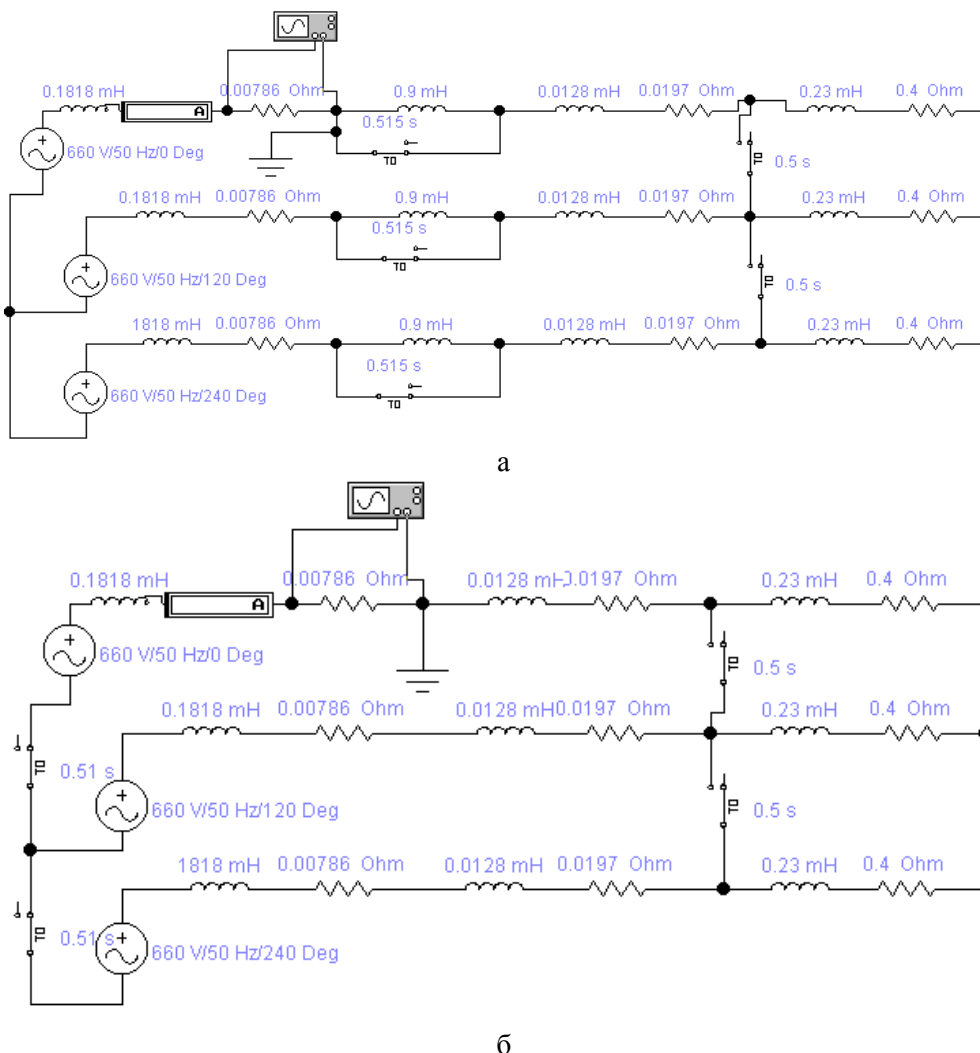 0.1818 mH 0.00786 Ohm 0.9 mH 0.0128 mH 0.0197 Ohm 0.23 mH 0.4 Ohm
A
0.515 s
TD
660 V/50 Hz/0 Deg
TD
0.5 s
0.1818 mH 0.00786 Ohm 0.9 mH 0.0128 mH 0.0197 Ohm 0.23 mH 0.4 Ohm
0.515 s
TD
660 V/50 Hz/120 Deg
TD
0.5 s
1818 mH 0.00786 Ohm 0.9 mH 0.0128 mH 0.0197 Ohm 0.23 mH 0.4 Ohm
0.515 s
TD
660 V/50 Hz/240 Deg
а
0.1818 mH 0.00786 Ohm 0.0128 mH 0.0197 Ohm 0.23 mH 0.4 Ohm
A
660 V/50 Hz/0 Deg
TD
0.5 s
0.1818 mH 0.00786 Ohm 0.0128 mH 0.0197 Ohm 0.23 mH 0.4 Ohm
TD
0.51 s
660 V/50 Hz/120 Deg
TD
0.5 s
1818 mH 0.00786 Ohm 0.0128 mH 0.0197 Ohm 0.23 mH 0.4 Ohm
TD
0.51 s
660 V/50 Hz/240 Deg
б